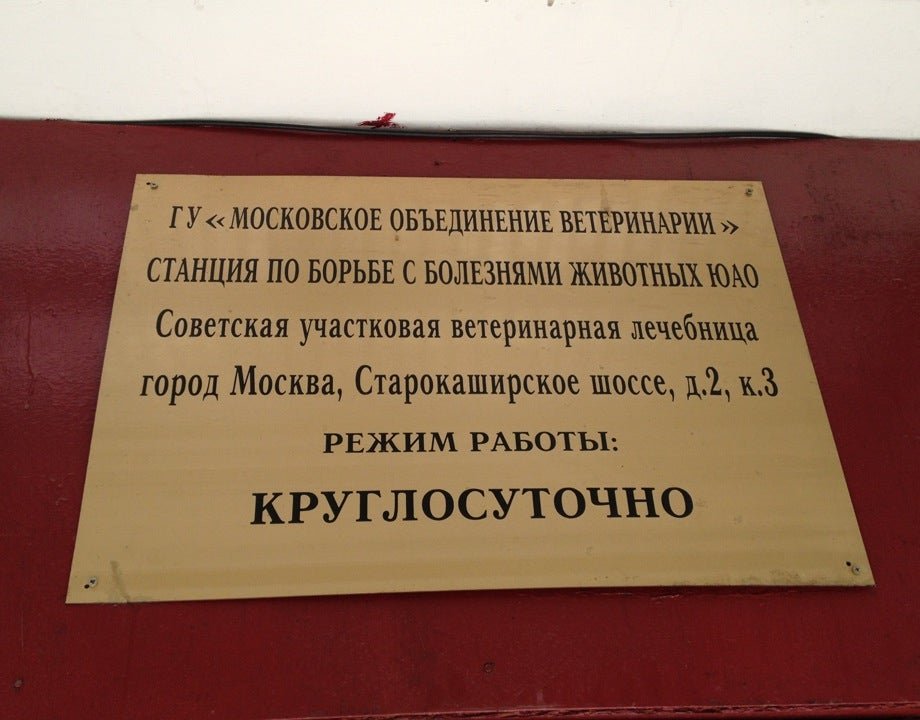 ГУ «МОСКОВСКОЕ ОБЪЕДИНЕНИЕ ВЕТЕРИНАРИИ»
СТАНЦИЯ ПО БОРЬБЕ С БОЛЕЗНЯМИ ЖИВОТНЫХ ЮАО
Советская участковая ветеринарная лечебница
город Москва, Старокаширское шоссе, д.2, к.3
РЕЖИМ РАБОТЫ:
КРУГЛОСУТОЧНО